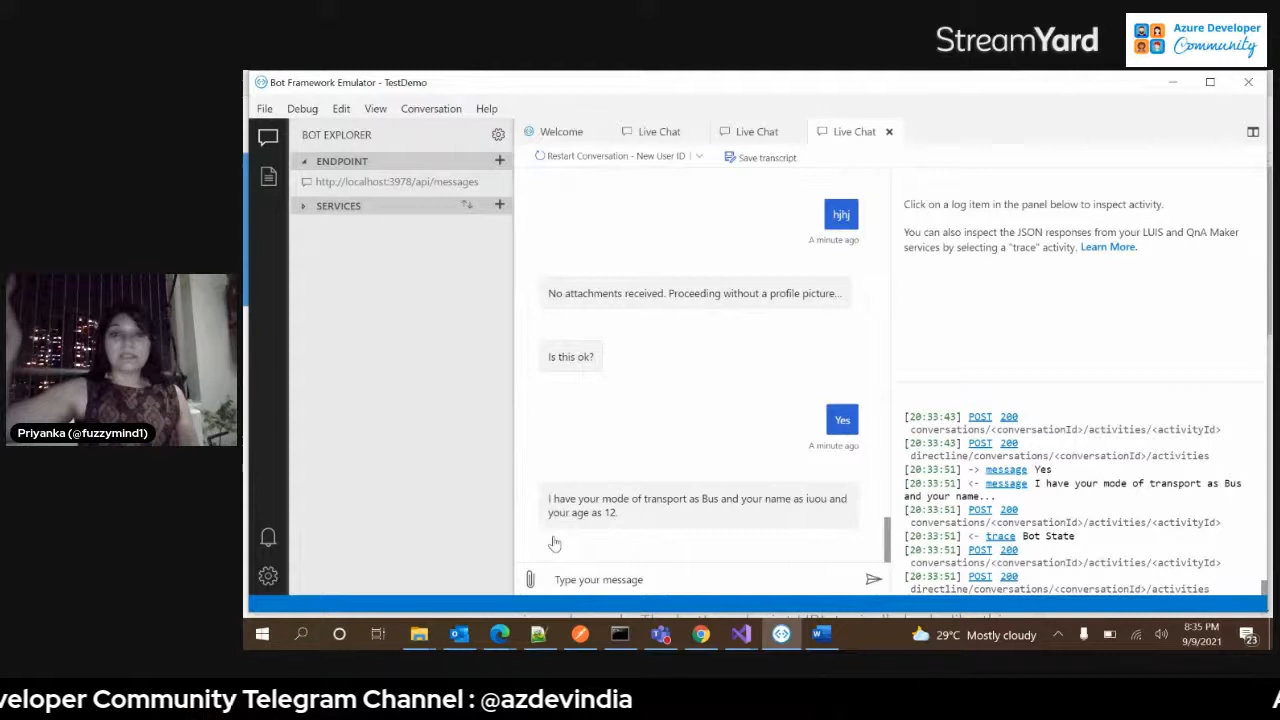 StreamYard
Azure Developer
Community
Bot Framework Emulator - TestDemo
File Debug Edit View Conversation Help
BOT EXPLORER
ENDPOINT
http://localhost:3978/api/messages
SERVICES
Welcome Live Chat Live Chat Live Chat
Restart Conversation - New User ID Save transcript
hjhj
A minute ago
No attachments received. Proceeding without a profile picture...
Is this ok?
Yes
A minute ago
I have your mode of transport as Bus and your name as iuou and
your age as 12.
Type your message
Click on a log item in the panel below to inspect activity.
You can also inspect the JSON responses from your LUIS and QnA Maker
services by selecting a "trace" activity. Learn More.
[20:33:43] POST 200
conversations/<conversationId>/activities/<activityId>
[20:33:43] POST 200
directline/conversations/<conversationId>/activities
[20:33:51] -> message Yes
[20:33:51] <- message I have your mode of transport as Bus
and your name...
[20:33:51] POST 200
conversations/<conversationId>/activities/<activityId>
[20:33:51] <- trace Bot State
[20:33:51] POST 200
conversations/<conversationId>/activities/<activityId>
[20:33:51] POST 200
directline/conversations/<conversationId>/activities
Priyanka (@fuzzymind1)
29°C Mostly cloudy
8:35 PM
9/9/2021
23
veloper Community Telegram Channel : @azdevindia